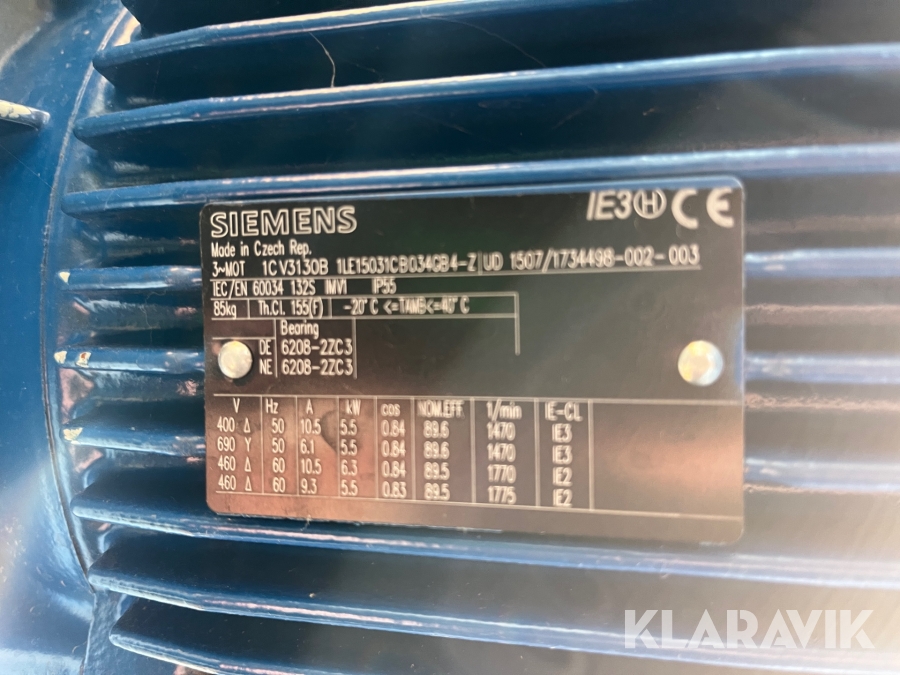 SIEMENS
IE3 H CE
Made in Czech Rep.
3~MOT 1CV3130B 1LE15031CB034GB4-Z UD 1507/1734498-002-003
IEC/EN 60034 132S IMV1 IP55
85kg Th.Cl. 155(F) -20°C <=TAMB<=40°C
Bearing
DE 6208-2ZC3
NE 6208-2ZC3
V Hz A kW cos NOM.EFF 1/min IE-CL
400 Δ 50 10.5 5.5 0.84 89.6 1470 IE3
690 Y 50 6.1 5.5 0.84 89.6 1470 IE3
460 Δ 60 10.5 6.3 0.84 89.5 1770 IE2
460 Δ 60 9.3 5.5 0.83 89.5 1775 IE2
KLARAVIK